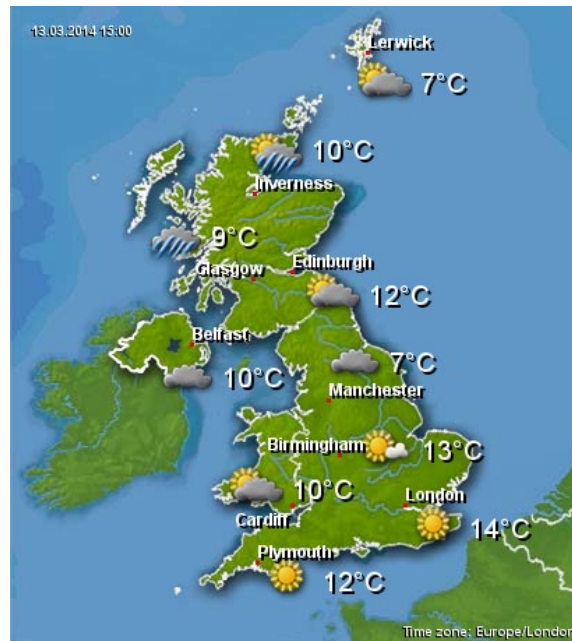 13.03.2014 15:00
Lerwick
7°C
10°C
Inverness
9°C
Glasgow
Edinburgh
12°C
Belfast
10°C
7°C
Manchester
Birmingham
13°C
10°C
London
Cardiff
14°C
Plymouth
12°C
Time zone: Europe/London